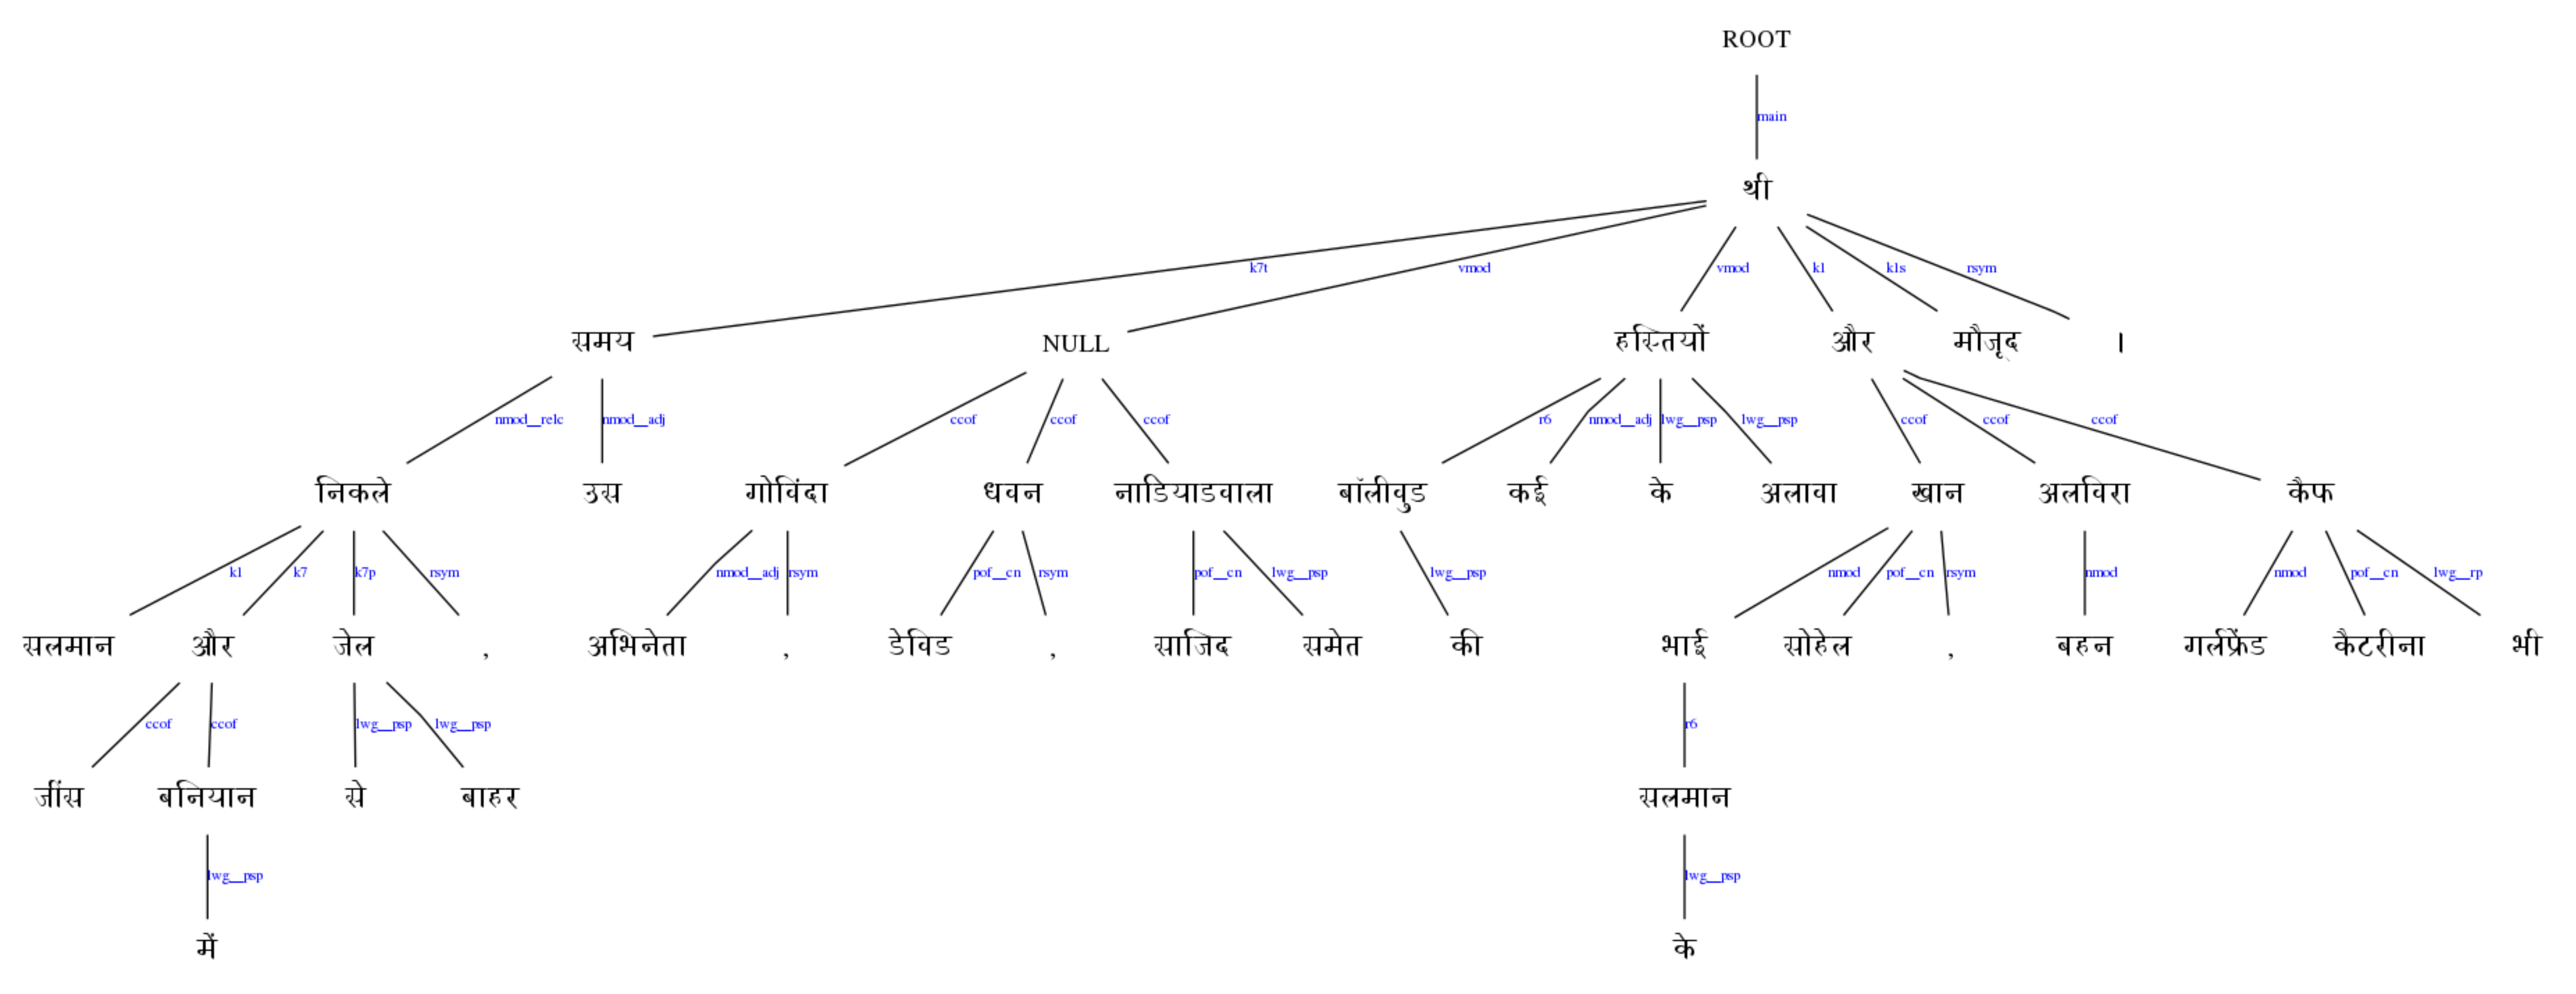 ROOT
main
थी
k7t vmod vmod k1 k1s rsym
समय NULL हस्तियों और मौजूद ।
nmod__relc nmod__adj ccof ccof ccof r6 nmod__adj lwg__psp lwg__psp ccof ccof ccof
निकले उस गोविंदा धवन नाडियाडवाला बॉलीवुड कई के अलावा खान अलविरा कैफ
k1 k7 k7p rsym nmod__adj rsym pof__cn rsym pof__cn lwg__psp lwg__psp nmod pof__cn rsym nmod nmod pof__cn lwg__rp
सलमान और जेल , अभिनेता , डेविड , साजिद समेत की भाई सोहेल , बहन गर्लफ्रेंड कैटरीना भी
ccof ccof lwg__psp lwg__psp r6
जींस बनियान से बाहर सलमान
lwg__psp lwg__psp
में के